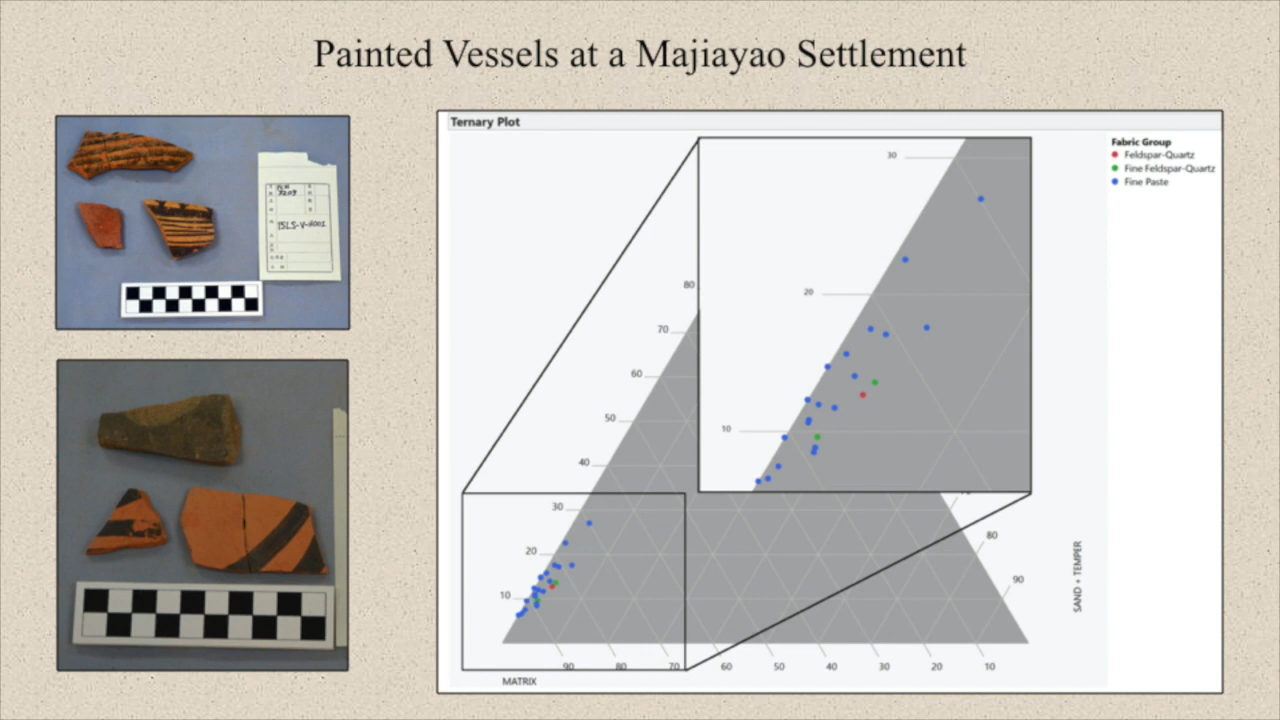 Painted Vessels at a Majiayao Settlement
Ternary Plot
Fabric Group
Feldspar-Quartz
Fine Feldspar-Quartz
Fine Paste
30
20
10
80
70
60
50
40
30
20
10
80
90
SAND + TEMPER
90 80 70 60 50 40 30 20 10
MATRIX
15LS-V-H001